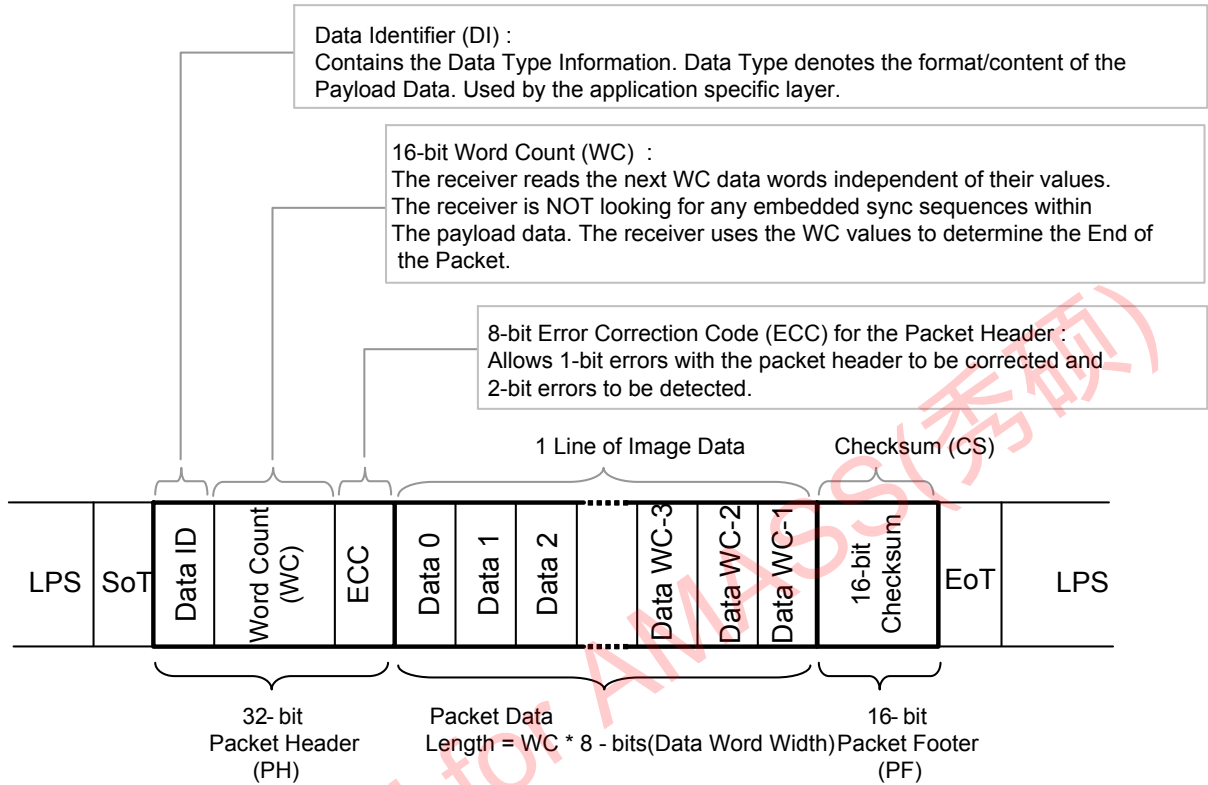 Data Identifier (DI) :
Contains the Data Type Information. Data Type denotes the format/content of the
Payload Data. Used by the application specific layer.
16-bit Word Count (WC) :
The receiver reads the next WC data words independent of their values.
The receiver is NOT looking for any embedded sync sequences within
The payload data. The receiver uses the WC values to determine the End of
the Packet.
8-bit Error Correction Code (ECC) for the Packet Header :
Allows 1-bit errors with the packet header to be corrected and
2-bit errors to be detected.
1 Line of Image Data
Checksum (CS)
LPS
SoT
Data ID
Word Count
(WC)
ECC
Data 0
Data 1
Data 2
Data WC-3
Data WC-2
Data WC-1
16-bit
Checksum
EoT
LPS
32- bit
Packet Header
(PH)
Packet Data
Length = WC * 8 - bits(Data Word Width)
16- bit
Packet Footer
(PF)
for AMASS(秀硕)